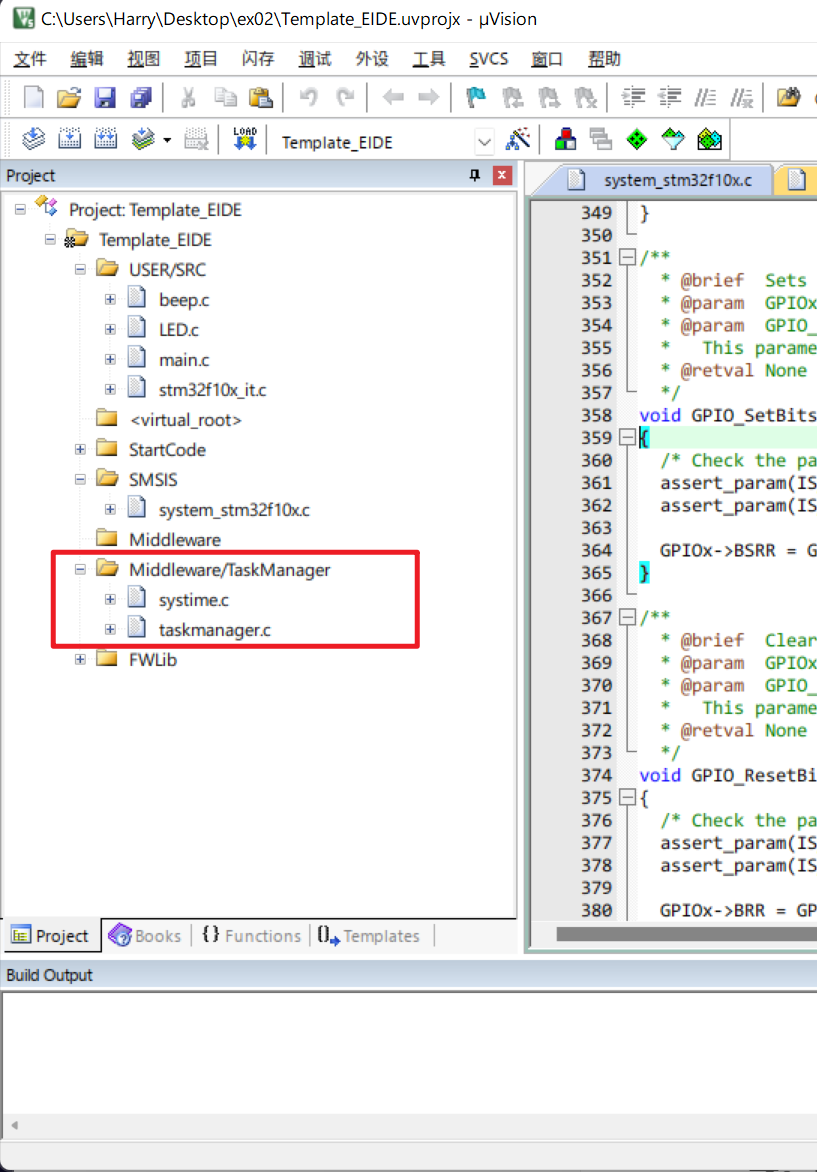 C:\Users\Harry\Desktop\ex02\Template_EIDE.uvprojx - µVision
文件 编辑 视图 项目 闪存 调试 外设 工具 SVCS 窗口 帮助
LOAD Template_EIDE
Project
Project: Template_EIDE
Template_EIDE
USER/SRC
beep.c
LED.c
main.c
stm32f10x_it.c
<virtual_root>
StartCode
SMSIS
system_stm32f10x.c
Middleware
Middleware/TaskManager
systime.c
taskmanager.c
FWLib
Project Books {} Functions Templates
system_stm32f10x.c
349 }
350
351 /**
352 * @brief Sets
353 * @param GPIOx
354 * @param GPIO_
355 * This parame
356 * @retval None
357 */
358 void GPIO_SetBits
359 {
360 /* Check the pa
361 assert_param(IS
362 assert_param(IS
363
364 GPIOx->BSRR = G
365 }
366
367 /**
368 * @brief Clear
369 * @param GPIOx
370 * @param GPIO_
371 * This parame
372 * @retval None
373 */
374 void GPIO_ResetBi
375 {
376 /* Check the pa
377 assert_param(IS
378 assert_param(IS
379
380 GPIOx->BRR = GP
Build Output